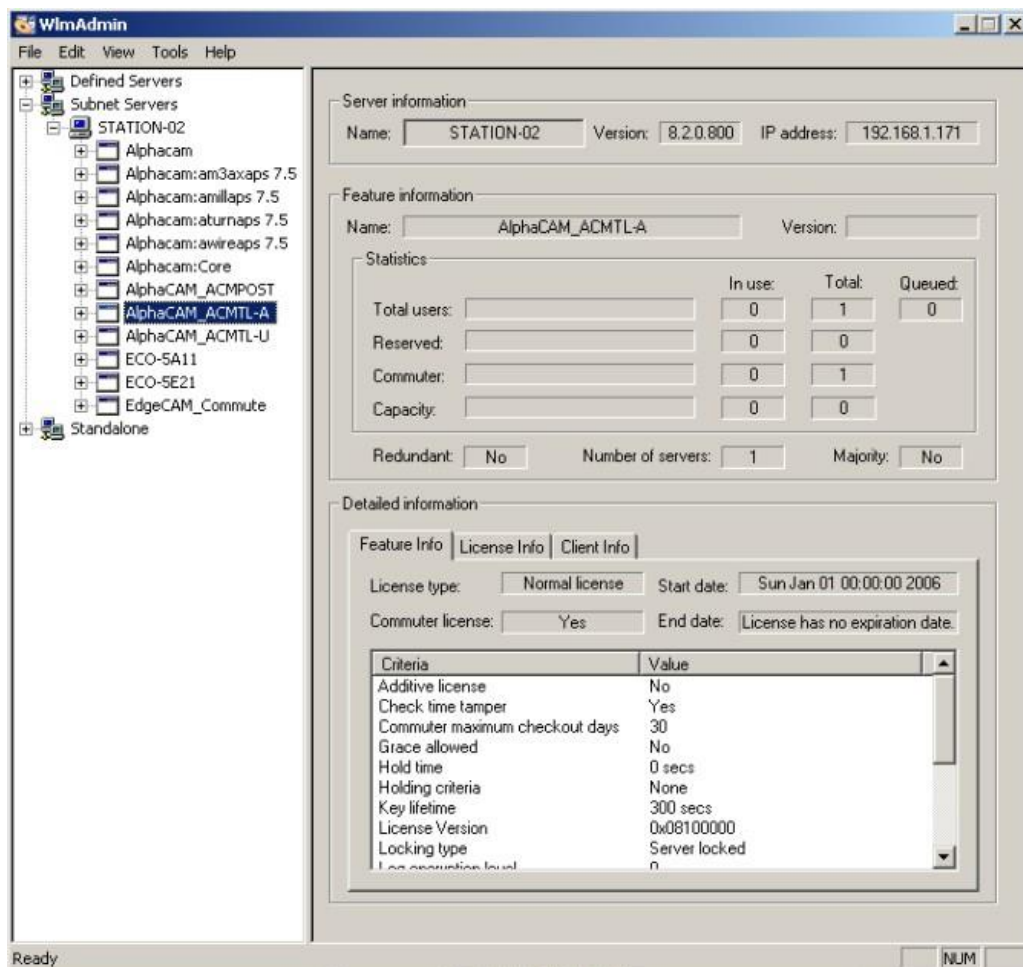 WlmAdmin
File Edit View Tools Help
Defined Servers
Subnet Servers
STATION-02
Alphacam
Alphacam:am3axaps 7.5
Alphacam:amillaps 7.5
Alphacam:aturnaps 7.5
Alphacam:awireaps 7.5
Alphacam:Core
AlphaCAM_ACMPOST
AlphaCAM_ACMTL-A
AlphaCAM_ACMTL-U
ECO-5A11
ECO-5E21
EdgeCAM_Commute
Standalone
Server information
Name: STATION-02 Version: 8.2.0.800 IP address: 192.168.1.171
Feature information
Name: AlphaCAM_ACMTL-A Version:
Statistics
In use: Total: Queued:
Total users: 0 1 0
Reserved: 0 0
Commuter: 0 1
Capacity: 0 0
Redundant: No Number of servers: 1 Majority: No
Detailed information
Feature Info License Info Client Info
License type: Normal license Start date: Sun Jan 01 00:00:00 2006
Commuter license: Yes End date: License has no expiration date.
Criteria Value
Additive license No
Check time tamper Yes
Commuter maximum checkout days 30
Grace allowed No
Hold time 0 secs
Holding criteria None
Key lifetime 300 secs
License Version 0x08100000
Locking type Server locked
Log encryption level 0
Ready NUM